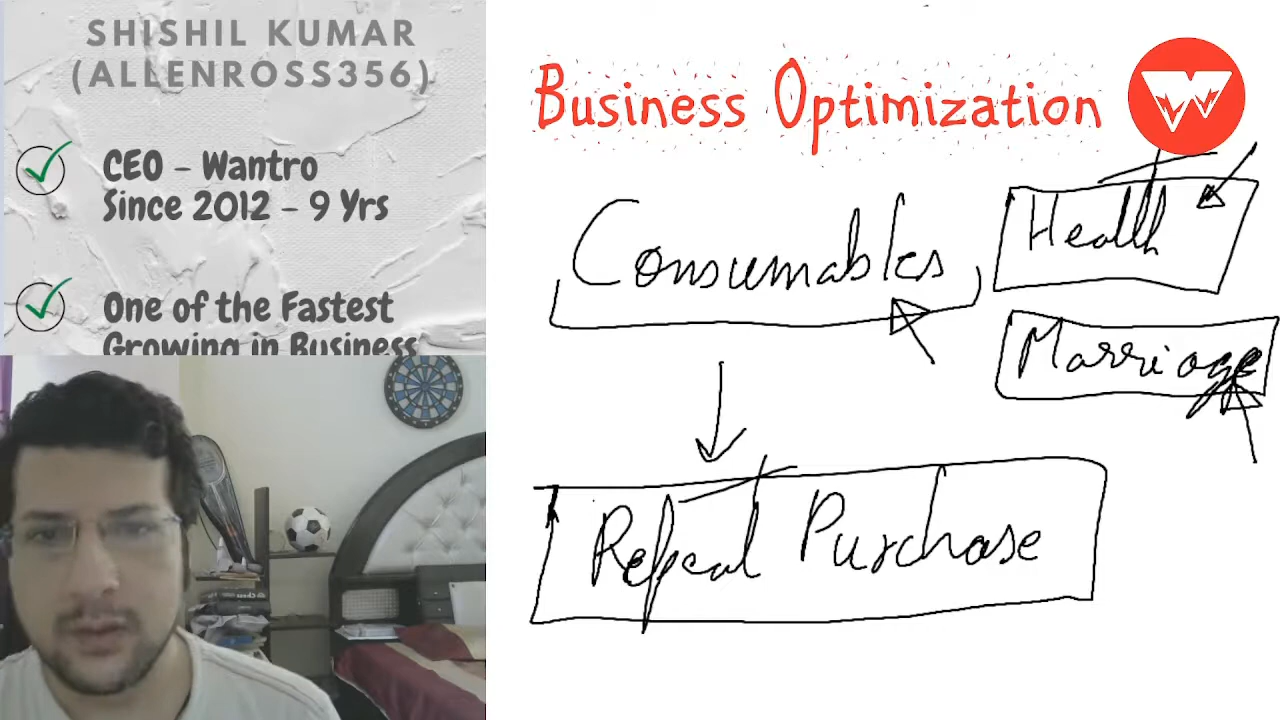 SHISHIL KUMAR
(ALLENROSS356)
CEO - Wantro
Since 2012 - 9 Yrs
One of the Fastest
Growing in Business
Business Optimization
Consumables
Health
Marriage
Repeat Purchase